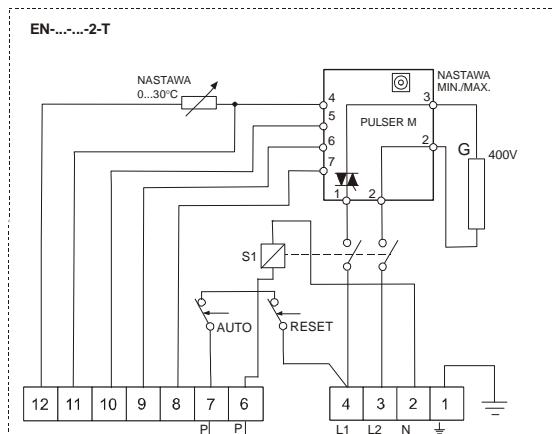 EN-...-...-2-T
NASTAWA
0...30°C
NASTAWA
MIN./MAX.
4
5
6
7
PULSER M
3
2
1
2
G
400V
S1
AUTO
RESET
12 11 10 9 8 7 6
4 3 2 1
P P
L1 L2 N